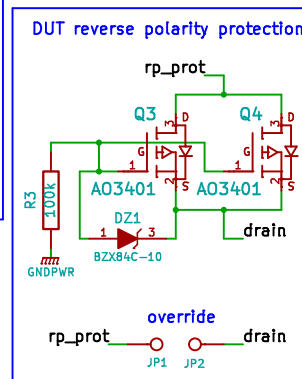 DUT reverse polarity protection
rp_prot
Q3
Q4
3 D
3 D
G
G
1
1
2 S
2 S
AO3401
AO3401
R3
100k
DZ1
1
3
BZX84C-10
GNDPWR
drain
override
rp_prot
drain
JP1
JP2